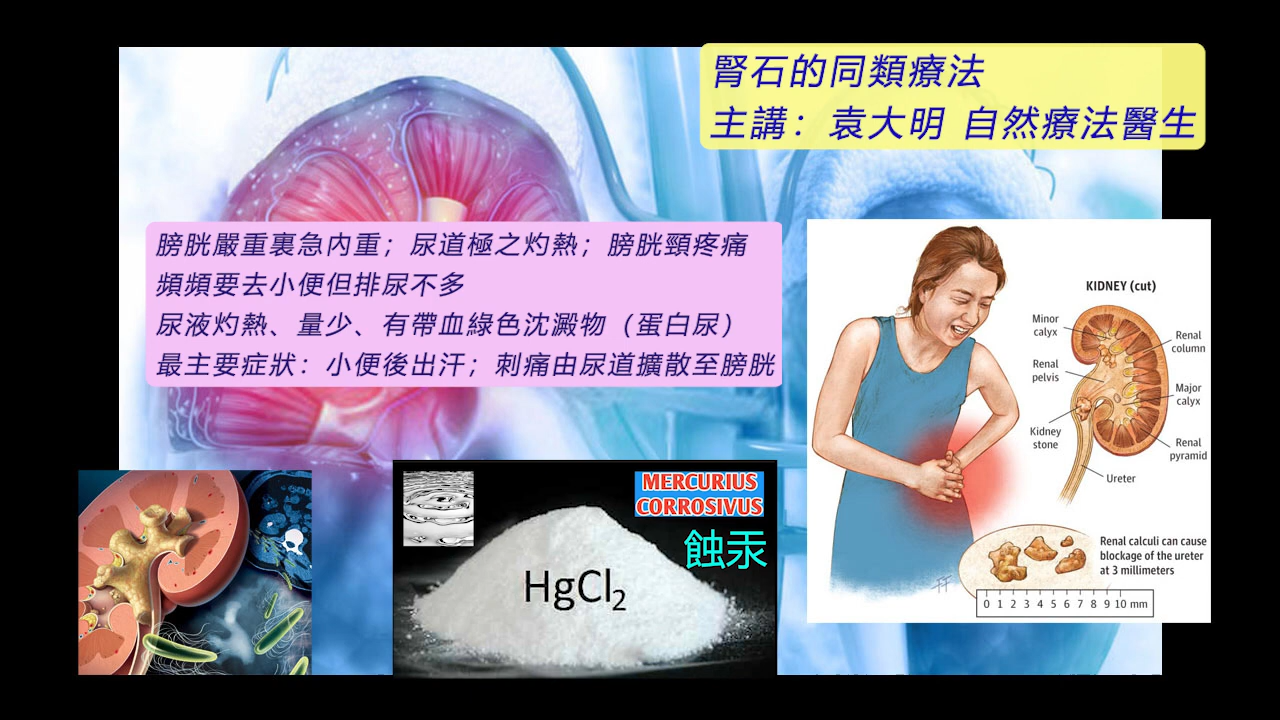 腎石的同類療法
主講：袁大明 自然療法醫生
膀胱嚴重裏急內重；尿道極之灼熱；膀胱頸疼痛
頻頻要去小便但排尿不多
尿液灼熱、量少、有帶血綠色沈澱物（蛋白尿）
最主要症狀：小便後出汗；刺痛由尿道擴散至膀胱
MERCURIUS
CORROSIVUS
蝕汞
HgCl₂
KIDNEY (cut)
Minor
calyx
Renal
column
Renal
pelvis
Major
calyx
Kidney
stone
Renal
pyramid
Ureter
Renal calculi can cause
blockage of the ureter
at 3 millimeters
0 1 2 3 4 5 6 7 8 9 10 mm